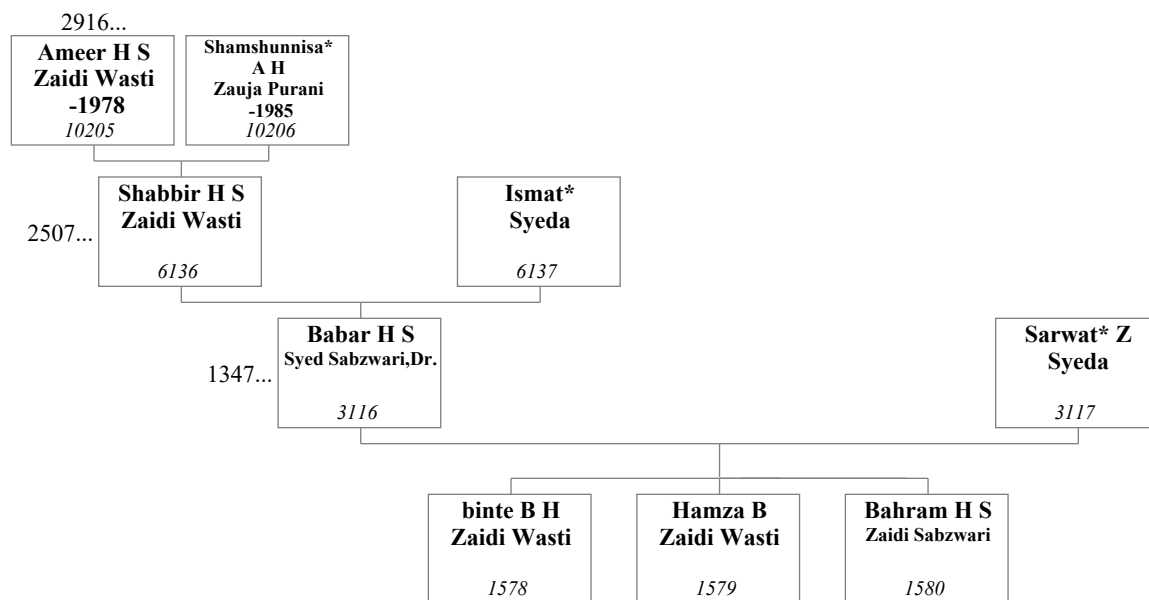 2916...
Ameer H S
Zaidi Wasti
-1978
10205
Shamshunnisa*
A H
Zauja Purani
-1985
10206
2507...
Shabbir H S
Zaidi Wasti
6136
Ismat*
Syeda
6137
1347...
Babar H S
Syed Sabzwari,Dr.
3116
Sarwat* Z
Syeda
3117
binte B H
Zaidi Wasti
1578
Hamza B
Zaidi Wasti
1579
Bahram H S
Zaidi Sabzwari
1580